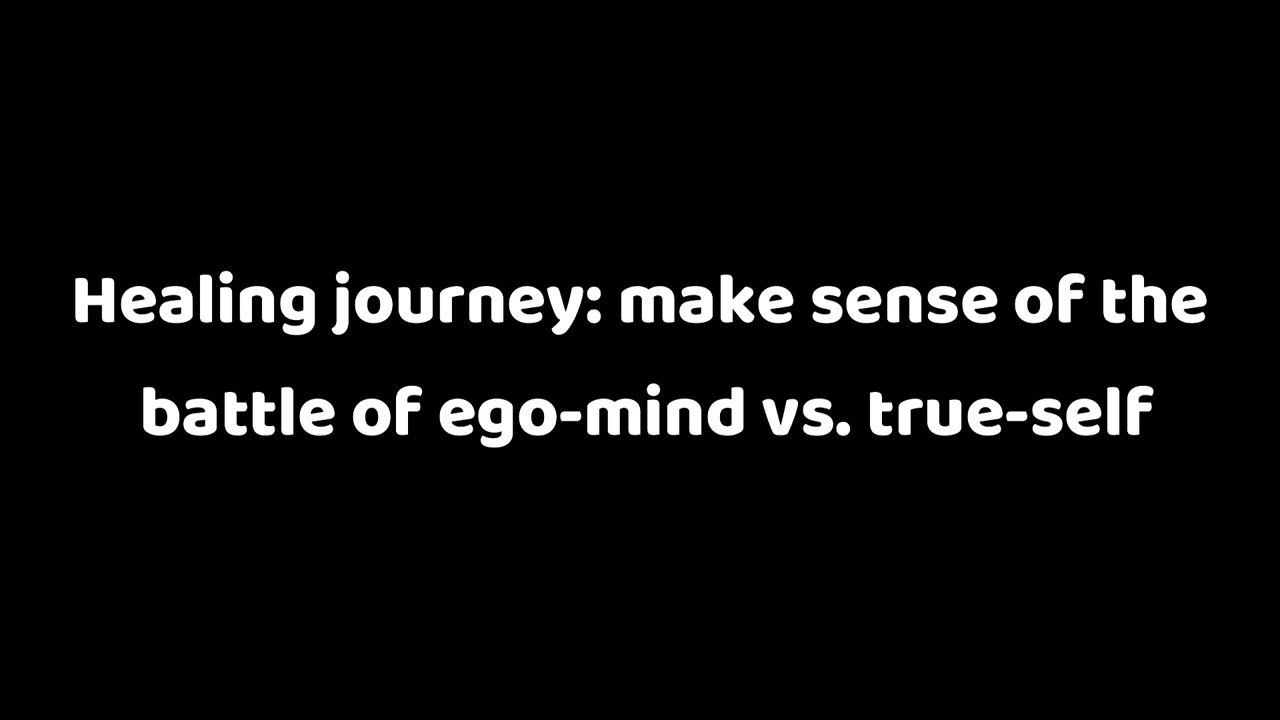 Healing journey: make sense of the
battle of ego-mind vs. true-self